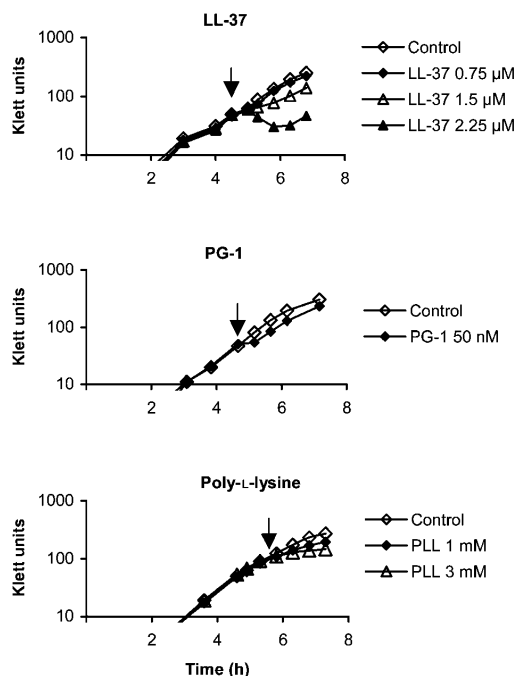 LL-37
1000
100
10
Klett units
2 4 6 8
Control
LL-37 0.75 µM
LL-37 1.5 µM
LL-37 2.25 µM
PG-1
1000
100
10
Klett units
2 4 6 8
Control
PG-1 50 nM
Poly-L-lysine
1000
100
10
Klett units
2 4 6 8
Time (h)
Control
PLL 1 mM
PLL 3 mM